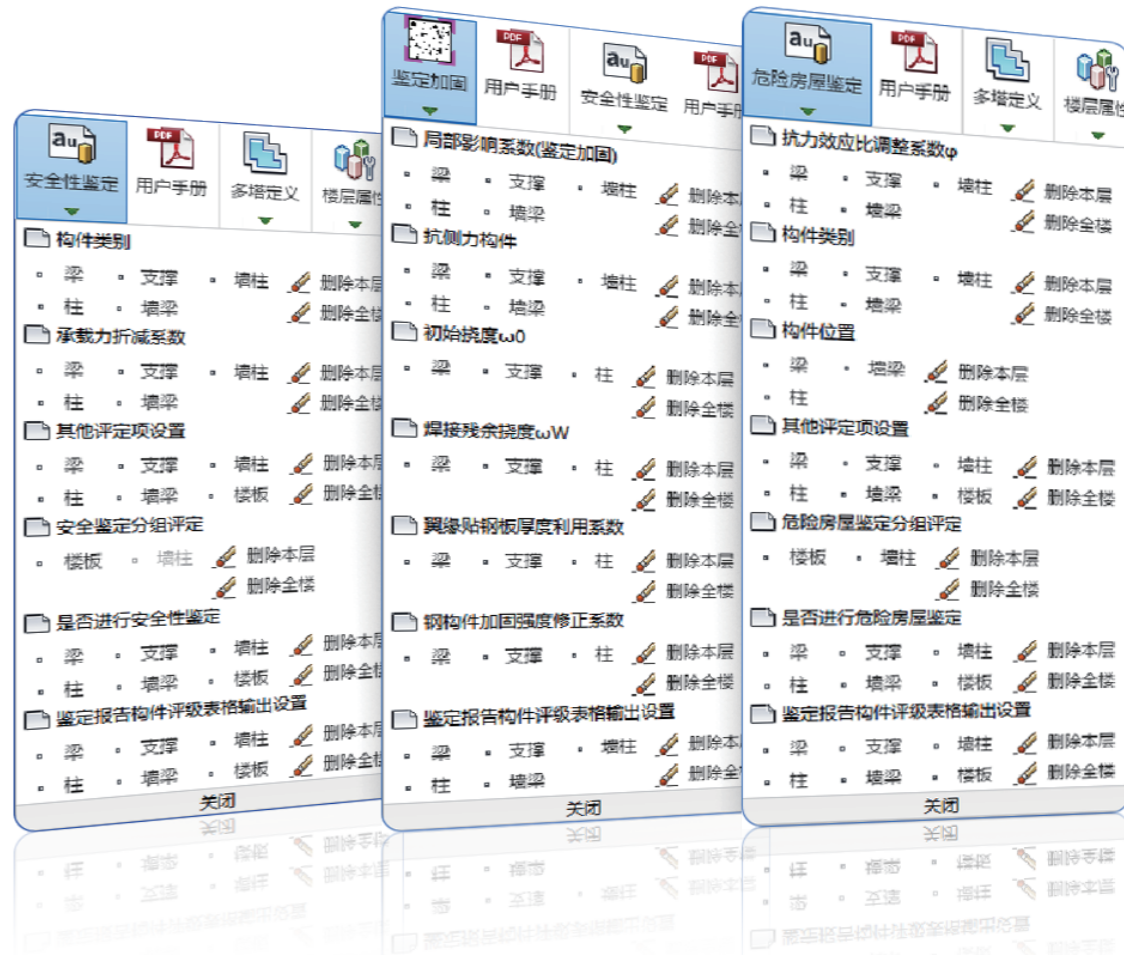 安全性鉴定 用户手册 多塔定义 楼层属性
构件类别
梁 支撑 墙柱 删除本层
柱 墙梁 删除全楼
承载力折减系数
梁 支撑 墙柱 删除本层
柱 墙梁 删除全楼
其他评定项设置
梁 支撑 墙柱 删除本层
柱 墙梁 楼板 删除全楼
安全鉴定分组评定
楼板 墙柱 删除本层
删除全楼
是否进行安全性鉴定
梁 支撑 墙柱 删除本层
柱 墙梁 楼板 删除全楼
鉴定报告构件评级表格输出设置
梁 支撑 墙柱 删除本层
柱 墙梁 楼板 删除全楼
关闭
鉴定加固 用户手册 安全性鉴定 用户手册
局部影响系数(鉴定加固)
梁 支撑 墙柱 删除本
柱 墙梁 删除全
抗侧力构件
梁 支撑 墙柱 删除本
柱 墙梁 删除全
初始挠度ω0
梁 支撑 柱 删除本层
删除全楼
焊接残余挠度ωW
梁 支撑 柱 删除本层
删除全楼
翼缘贴钢板厚度利用系数
梁 支撑 柱 删除本层
删除全楼
钢构件加固强度修正系数
梁 支撑 柱 删除本层
删除全楼
鉴定报告构件评级表格输出设置
梁 支撑 墙柱 删除本
柱 墙梁 删除全
关闭
危险房屋鉴定 用户手册 多塔定义 楼层属性
抗力效应比调整系数φ
梁 支撑 墙柱 删除本层
柱 墙梁 删除全楼
构件类别
梁 支撑 墙柱 删除本层
柱 墙梁 删除全楼
构件位置
梁 墙梁 删除本层
柱 删除全楼
其他评定项设置
梁 支撑 墙柱 删除本层
柱 墙梁 楼板 删除全楼
危险房屋鉴定分组评定
楼板 墙柱 删除本层
删除全楼
是否进行危险房屋鉴定
梁 支撑 墙柱 删除本层
柱 墙梁 楼板 删除全楼
鉴定报告构件评级表格输出设置
梁 支撑 墙柱 删除本层
柱 墙梁 楼板 删除全楼
关闭